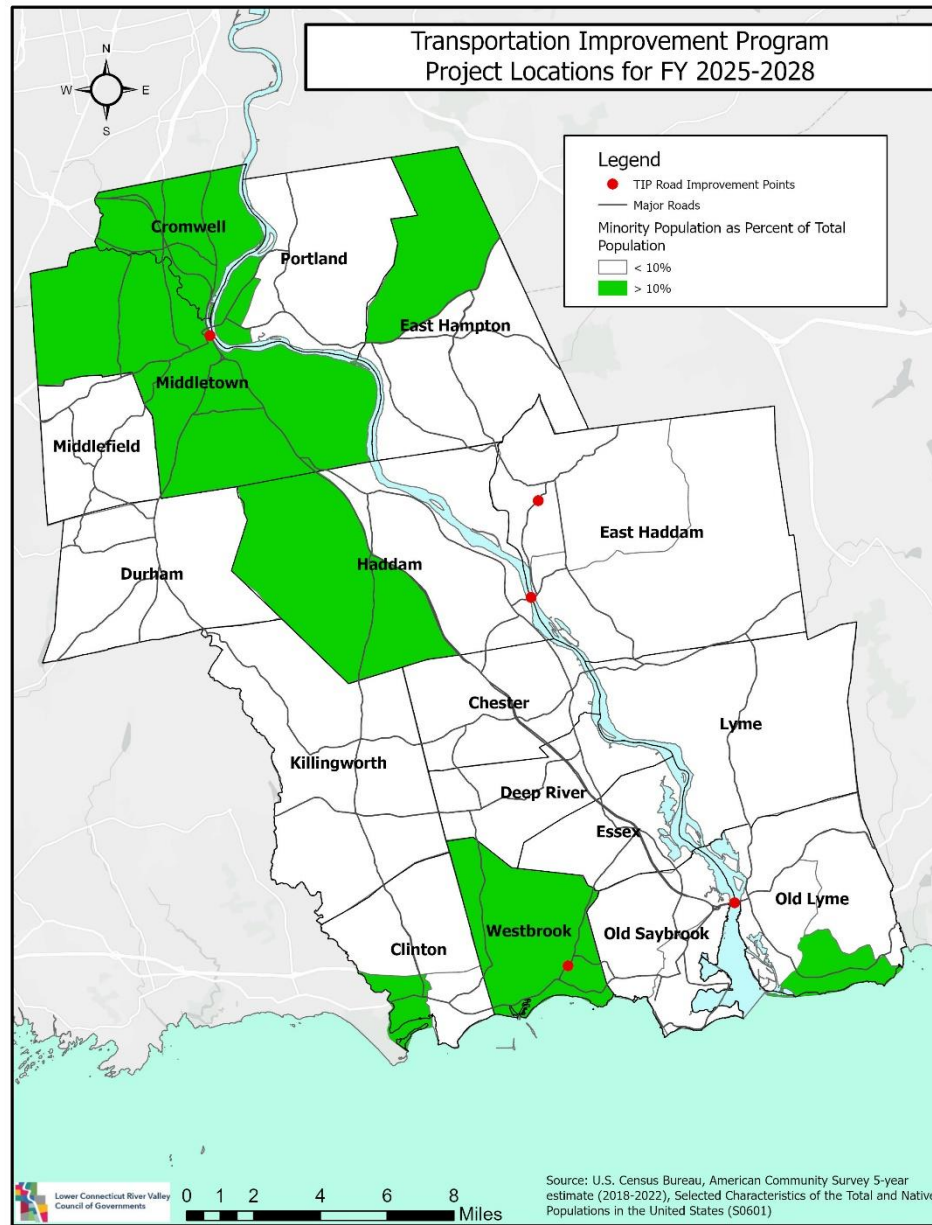 Transportation Improvement Program
Project Locations for FY 2025-2028
N
W
E
S
Legend
TIP Road Improvement Points
Major Roads
Minority Population as Percent of Total
Population
< 10%
> 10%
Cromwell
Portland
East Hampton
Middletown
Middlefield
East Haddam
Durham
Haddam
Chester
Lyme
Killingworth
Deep River
Essex
Old Lyme
Westbrook
Old Saybrook
Clinton
Lower Connecticut River Valley
Council of Governments
0 1 2 4 6 8
Miles
Source: U.S. Census Bureau, American Community Survey 5-year
estimate (2018-2022), Selected Characteristics of the Total and Native
Populations in the United States (S0601)